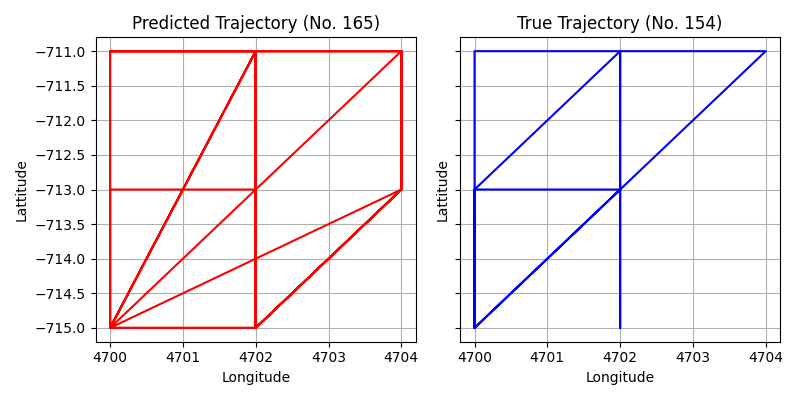 Predicted Trajectory (No. 165)
True Trajectory (No. 154)
−711.0
−711.5
−712.0
−712.5
−713.0
−713.5
−714.0
−714.5
−715.0
Lattitude
Lattitude
4700 4701 4702 4703 4704
4700 4701 4702 4703 4704
Longitude
Longitude